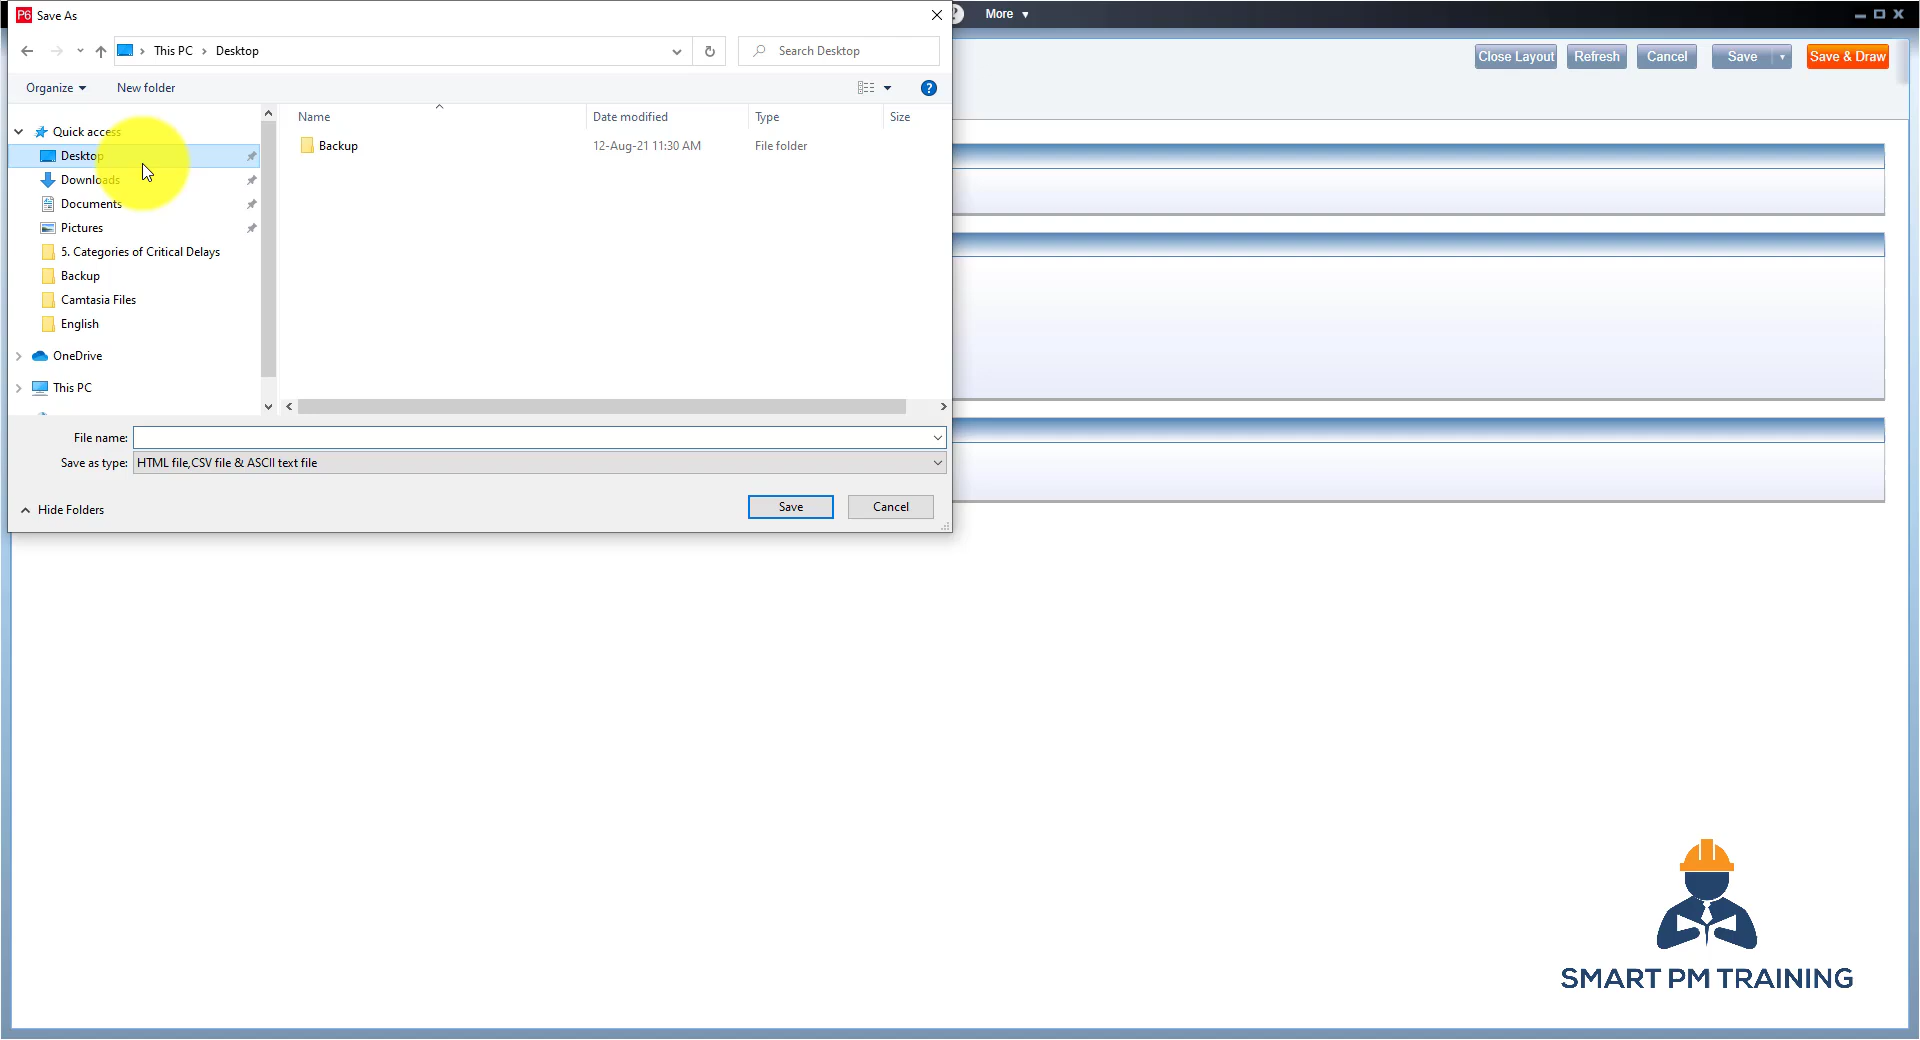 P6 Save As
? More
This PC Desktop
Search Desktop
Close Layout Refresh Cancel Save Save & Draw
Organize New folder
?
Name Date modified Type Size
Quick access
Backup 12-Aug-21 11:30 AM File folder
Desktop
Downloads
Documents
Pictures
5. Categories of Critical Delays
Backup
Camtasia Files
English
OneDrive
This PC
File name:
Save as type: HTML file,CSV file & ASCII text file
Hide Folders
Save Cancel
SMART PM TRAINING